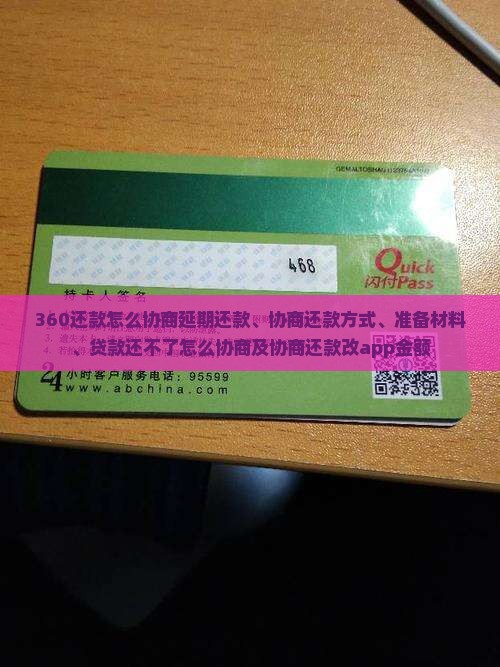 468
Quick
闪付Pass
持卡人签名
360还款怎么协商延期还款、协商还款方式、准备材料
贷款还不了怎么协商及协商还款改app金额
24小时客户服务电话：95599
www.abchina.com